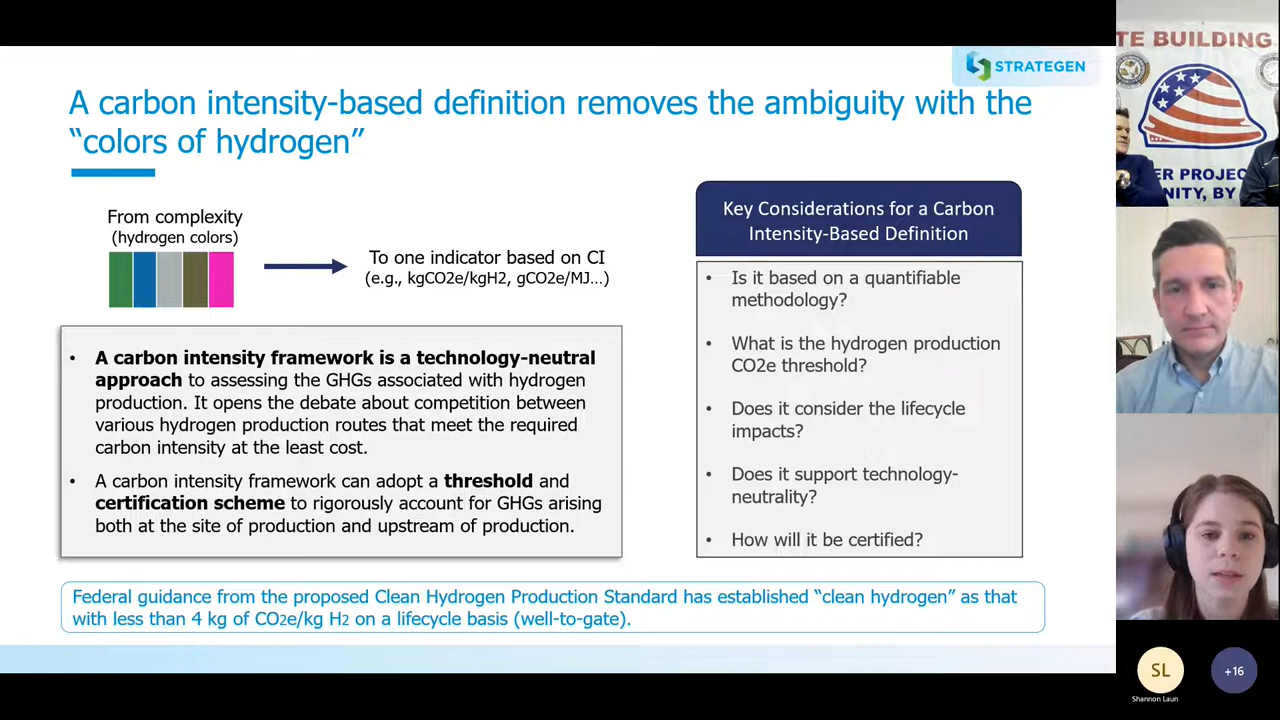 STRATEGEN
A carbon intensity-based definition removes the ambiguity with the
“colors of hydrogen”
From complexity
(hydrogen colors)
To one indicator based on CI
(e.g., kgCO2e/kgH2, gCO2e/MJ…)
• A carbon intensity framework is a technology-neutral
approach to assessing the GHGs associated with hydrogen
production. It opens the debate about competition between
various hydrogen production routes that meet the required
carbon intensity at the least cost.
• A carbon intensity framework can adopt a threshold and
certification scheme to rigorously account for GHGs arising
both at the site of production and upstream of production.
Key Considerations for a Carbon
Intensity-Based Definition
• Is it based on a quantifiable
methodology?
• What is the hydrogen production
CO2e threshold?
• Does it consider the lifecycle
impacts?
• Does it support technology-
neutrality?
• How will it be certified?
Federal guidance from the proposed Clean Hydrogen Production Standard has established “clean hydrogen” as that
with less than 4 kg of CO2e/kg H2 on a lifecycle basis (well-to-gate).
TE BUILDING
ER PROJEC
NITY, BY
SL
+16
Shannon Laun